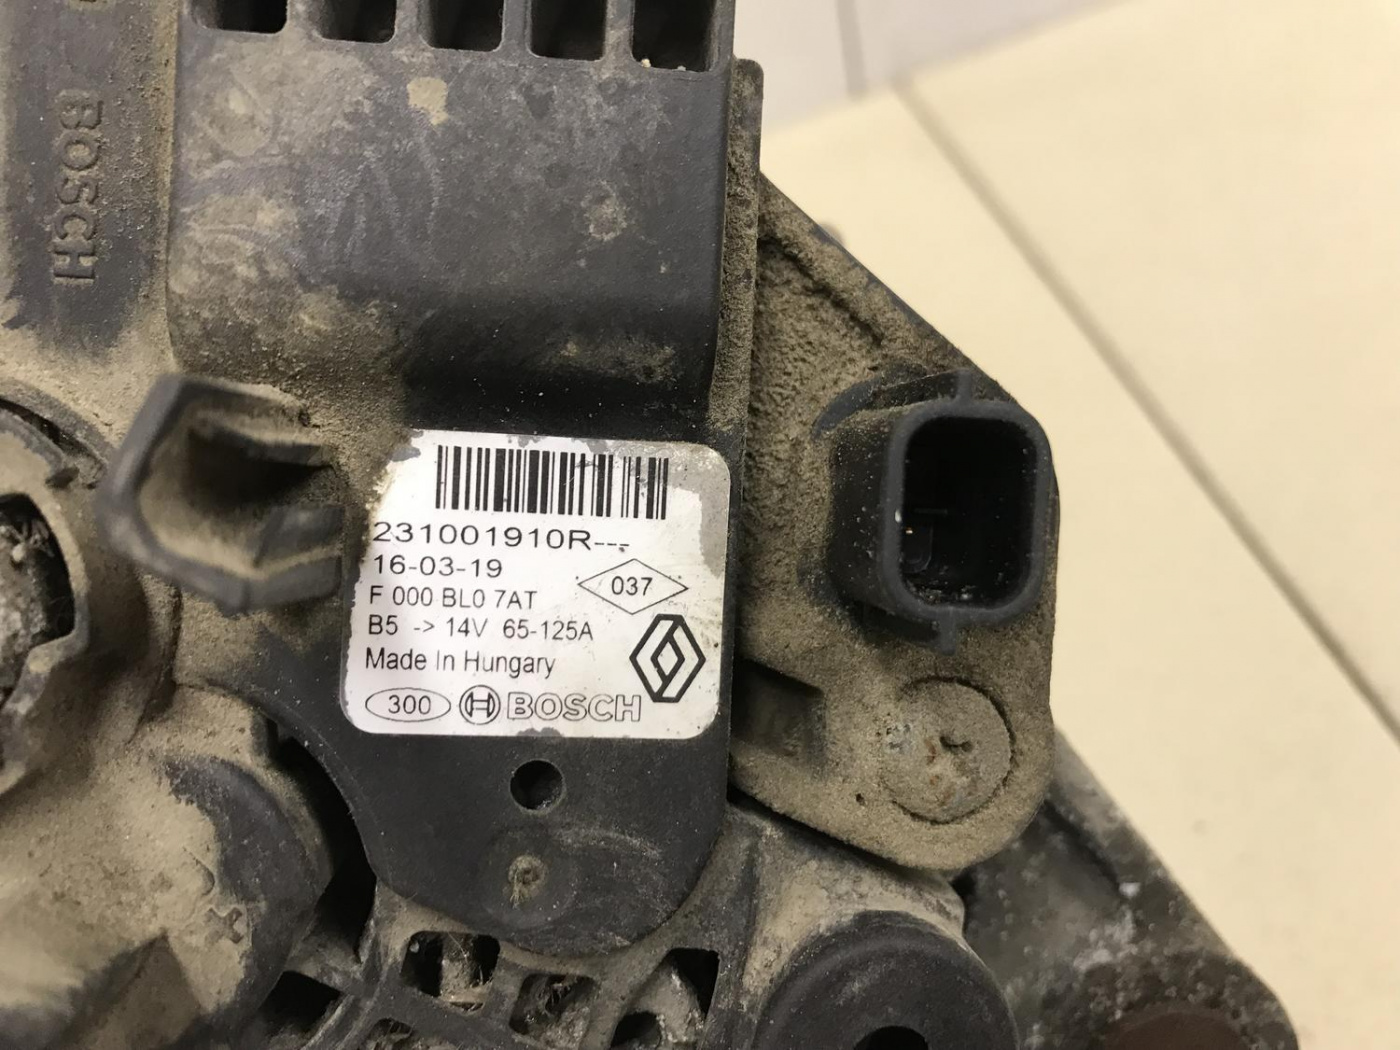 BOSCH
231001910R---
16-03-19
037
F 000 BL0 7AT
B5 -> 14V 65-125A
Made In Hungary
300 BOSCH